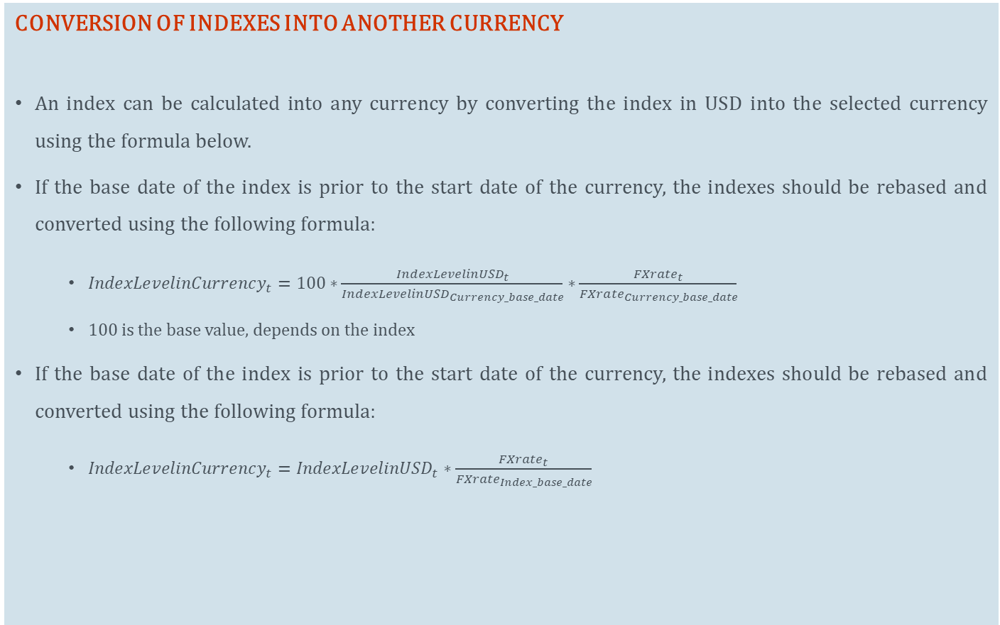 CONVERSION OF INDEXES INTO ANOTHER CURRENCY
• An index can be calculated into any currency by converting the index in USD into the selected currency
using the formula below.
• If the base date of the index is prior to the start date of the currency, the indexes should be rebased and
converted using the following formula:
• IndexLevelinCurrency_t = 100 * \frac{IndexLevelinUSD_t}{IndexLevelinUSD_{Currency\_base\_date}} * \frac{FXrate_t}{FXrate_{Currency\_base\_date}}
• 100 is the base value, depends on the index
• If the base date of the index is prior to the start date of the currency, the indexes should be rebased and
converted using the following formula:
• IndexLevelinCurrency_t = IndexLevelinUSD_t * \frac{FXrate_t}{FXrate_{Index\_base\_date}}